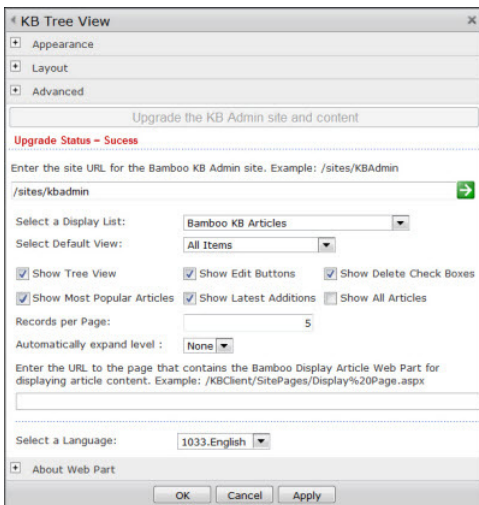 KB Tree View
Appearance
Layout
Advanced
Upgrade the KB Admin site and content
Upgrade Status – Sucess
Enter the site URL for the Bamboo KB Admin site. Example: /sites/KBAdmin
/sites/kbadmin
Select a Display List: Bamboo KB Articles
Select Default View: All Items
Show Tree View Show Edit Buttons Show Delete Check Boxes
Show Most Popular Articles Show Latest Additions Show All Articles
Records per Page: 5
Automatically expand level : None
Enter the URL to the page that contains the Bamboo Display Article Web Part for
displaying article content. Example: /KBClient/SitePages/Display%20Page.aspx
Select a Language: 1033.English
About Web Part
OK Cancel Apply